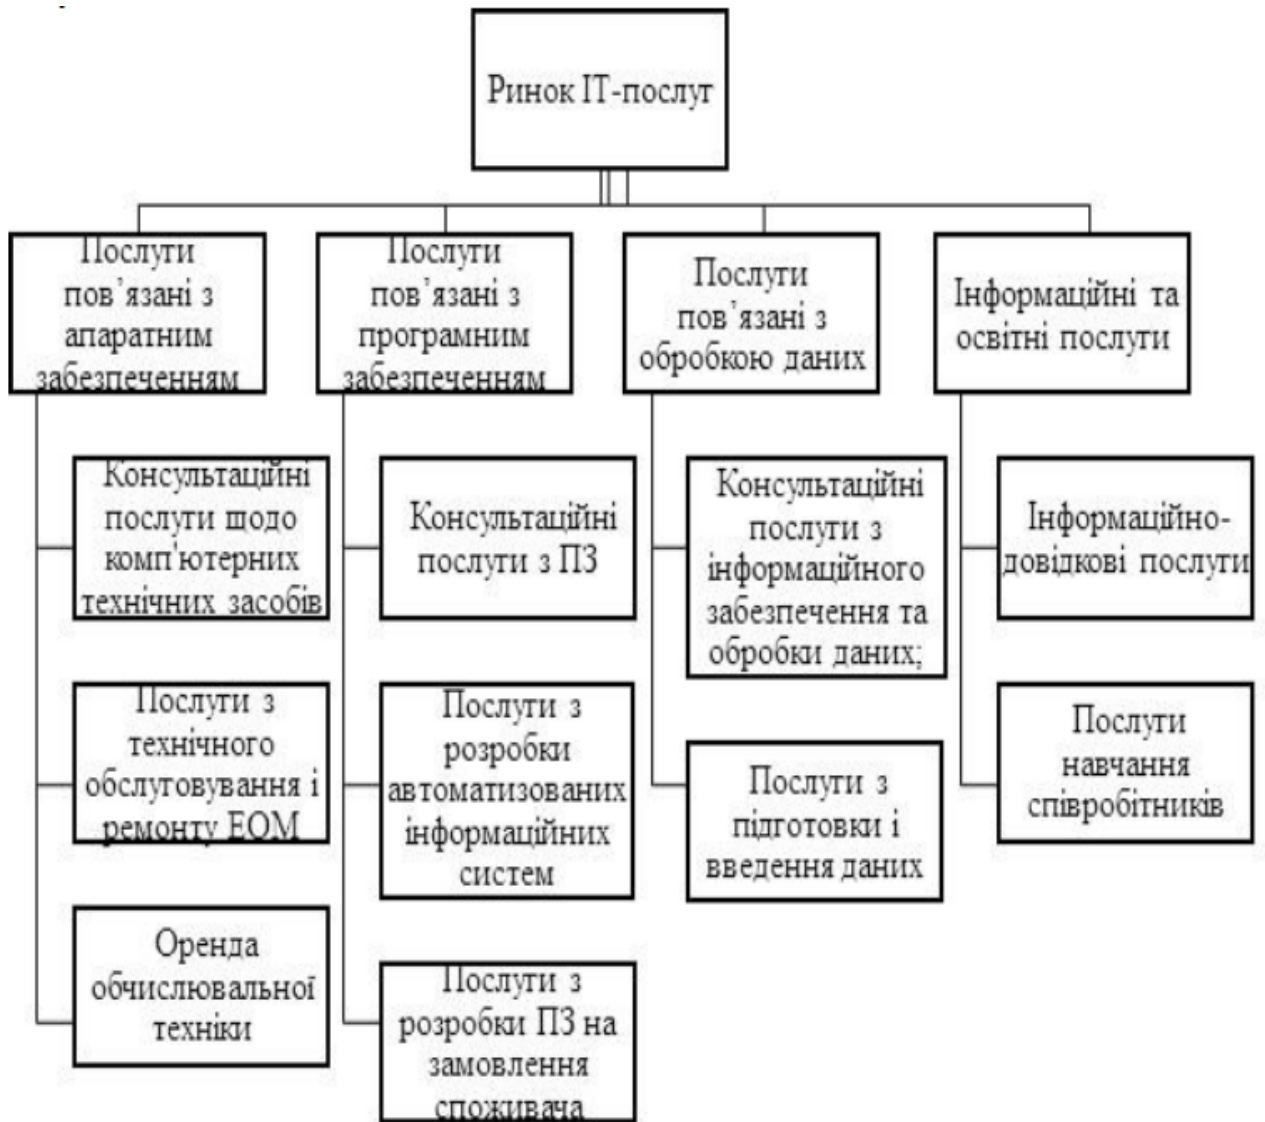 Ринок ІТ-послуг
Послуги
пов’язані з
апаратним
забезпеченням
Послуги
пов’язані з
програмним
забезпеченням
Послуги
пов’язані з
обробкою даних
Інформаційні та
освітні послуги
Консультаційні
послуги щодо
комп'ютерних
технічних засобів
Послуги з
технічного
обслуговування і
ремонту ЕОМ
Оренда
обчислювальної
техніки
Консультаційні
послуги з ПЗ
Послуги з
розробки
автоматизованих
інформаційних
систем
Послуги з
розробки ПЗ на
замовлення
споживача
Консультаційні
послуги з
інформаційного
забезпечення та
обробки даних;
Послуги з
підготовки і
введення даних
Інформаційно-
довідкові послуги
Послуги
навчання
співробітників